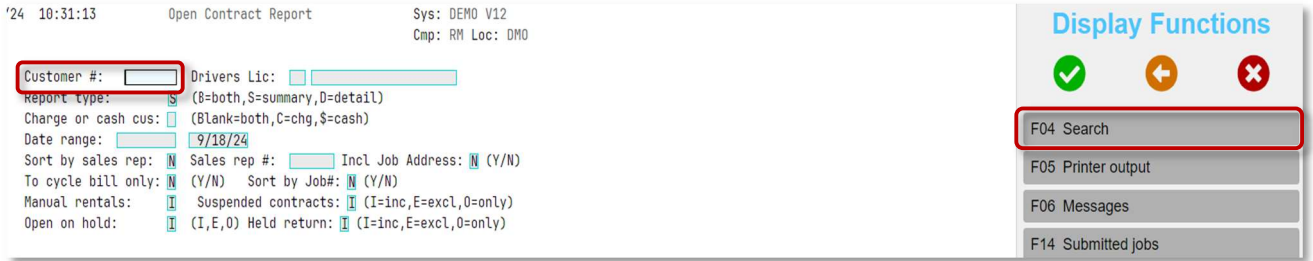 '24 10:31:13 Open Contract Report Sys: DEMO V12
Cmp: RM Loc: DMO
Customer #: Drivers Lic:
Report type: S (B=both,S=summary,D=detail)
Charge or cash cus: (Blank=both,C=chg,$=cash)
Date range: 9/18/24
Sort by sales rep: N Sales rep #: Incl Job Address: N (Y/N)
To cycle bill only: N (Y/N) Sort by Job#: N (Y/N)
Manual rentals: I Suspended contracts: I (I=inc,E=excl,O=only)
Open on hold: I (I,E,O) Held return: I (I=inc,E=excl,O=only)
Display Functions
F04 Search
F05 Printer output
F06 Messages
F14 Submitted jobs